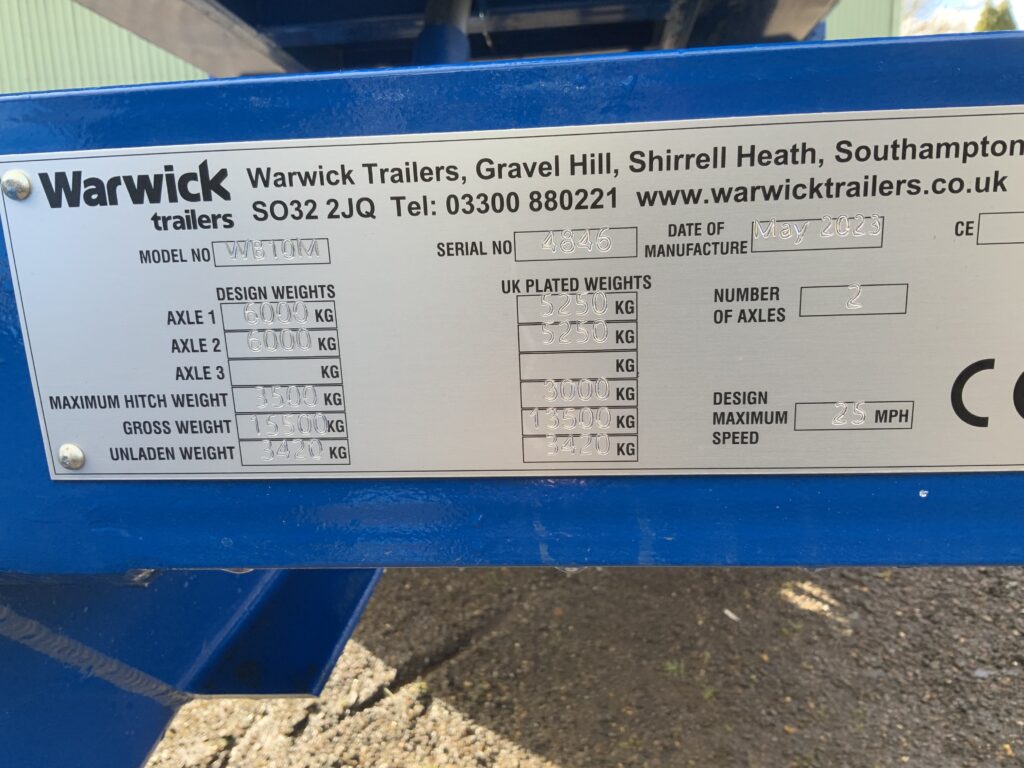 Warwick trailers
Warwick Trailers, Gravel Hill, Shirrell Heath, Southampton
SO32 2JQ Tel: 03300 880221 www.warwicktrailers.co.uk
MODEL NO WB10M SERIAL NO 4846 DATE OF MANUFACTURE May 2023 CE
DESIGN WEIGHTS UK PLATED WEIGHTS
AXLE 1 6000 KG 5250 KG NUMBER OF AXLES 2
AXLE 2 6000 KG 5250 KG
AXLE 3 KG KG
MAXIMUM HITCH WEIGHT 3500 KG 3000 KG DESIGN MAXIMUM SPEED 25 MPH
GROSS WEIGHT 15500 KG 13500 KG
UNLADEN WEIGHT 3420 KG 3420 KG